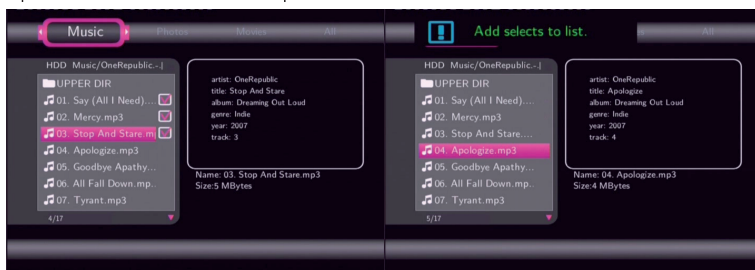 Music
Photos
Movies
All
HDD Music/OneRepublic.-.|
UPPER DIR
01. Say (All I Need)...
02. Mercy.mp3
03. Stop And Stare.m
04. Apologize.mp3
05. Goodbye Apathy...
06. All Fall Down.mp..
07. Tyrant.mp3
4/17
artist: OneRepublic
title: Stop And Stare
album: Dreaming Out Loud
genre: Indie
year: 2007
track: 3
Name: 03. Stop And Stare.mp3
Size:5 MBytes
Add selects to list.
All
HDD Music/OneRepublic.-.|
UPPER DIR
01. Say (All I Need)....
02. Mercy.mp3
03. Stop And Stare....
04. Apologize.mp3
05. Goodbye Apathy...
06. All Fall Down.mp..
07. Tyrant.mp3
5/17
artist: OneRepublic
title: Apologize
album: Dreaming Out Loud
genre: Indie
year: 2007
track: 4
Name: 04. Apologize.mp3
Size:4 MBytes